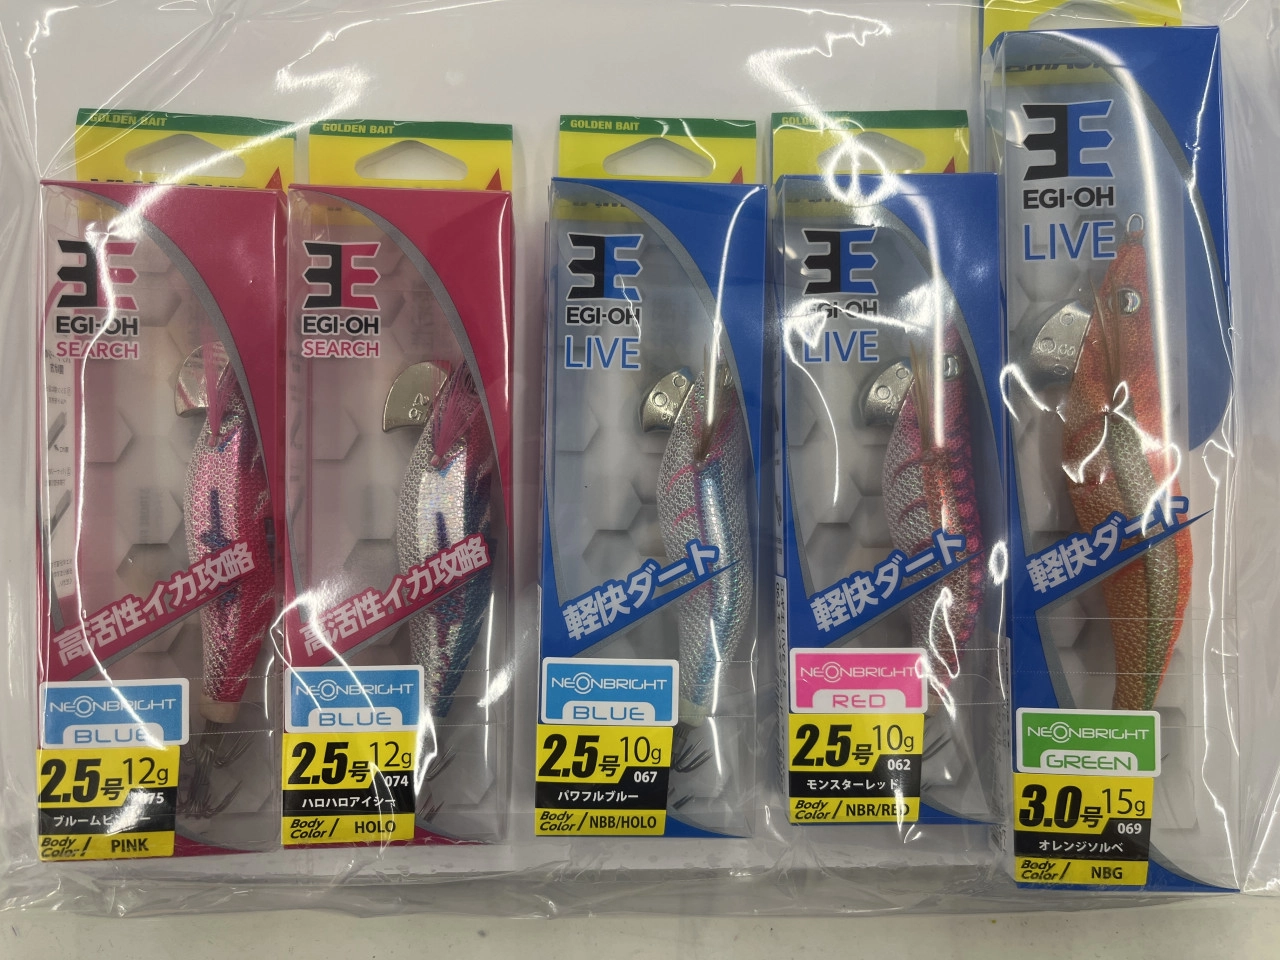 GOLDEN BAIT
EGI-OH
SEARCH
高活性イカ攻略
NEONBRIGHT
BLUE
2.5号 12g
075
Body Color / PINK
GOLDEN BAIT
EGI-OH
SEARCH
高活性イカ攻略
NEONBRIGHT
BLUE
2.5号 12g
074
ハロハロアイシー
Body Color / HOLO
GOLDEN BAIT
EGI-OH
LIVE
軽快ダート
NEONBRIGHT
BLUE
2.5号 10g
067
パワフルブルー
Body Color / NBB/HOLO
GOLDEN BAIT
EGI-OH
LIVE
軽快ダート
NEONBRIGHT
RED
2.5号 10g
062
モンスターレッド
Body Color / NBR/RED
EGI-OH
LIVE
軽快ダート
NEONBRIGHT
GREEN
3.0号 15g
069
オレンジソルベ
Body Color / NBG